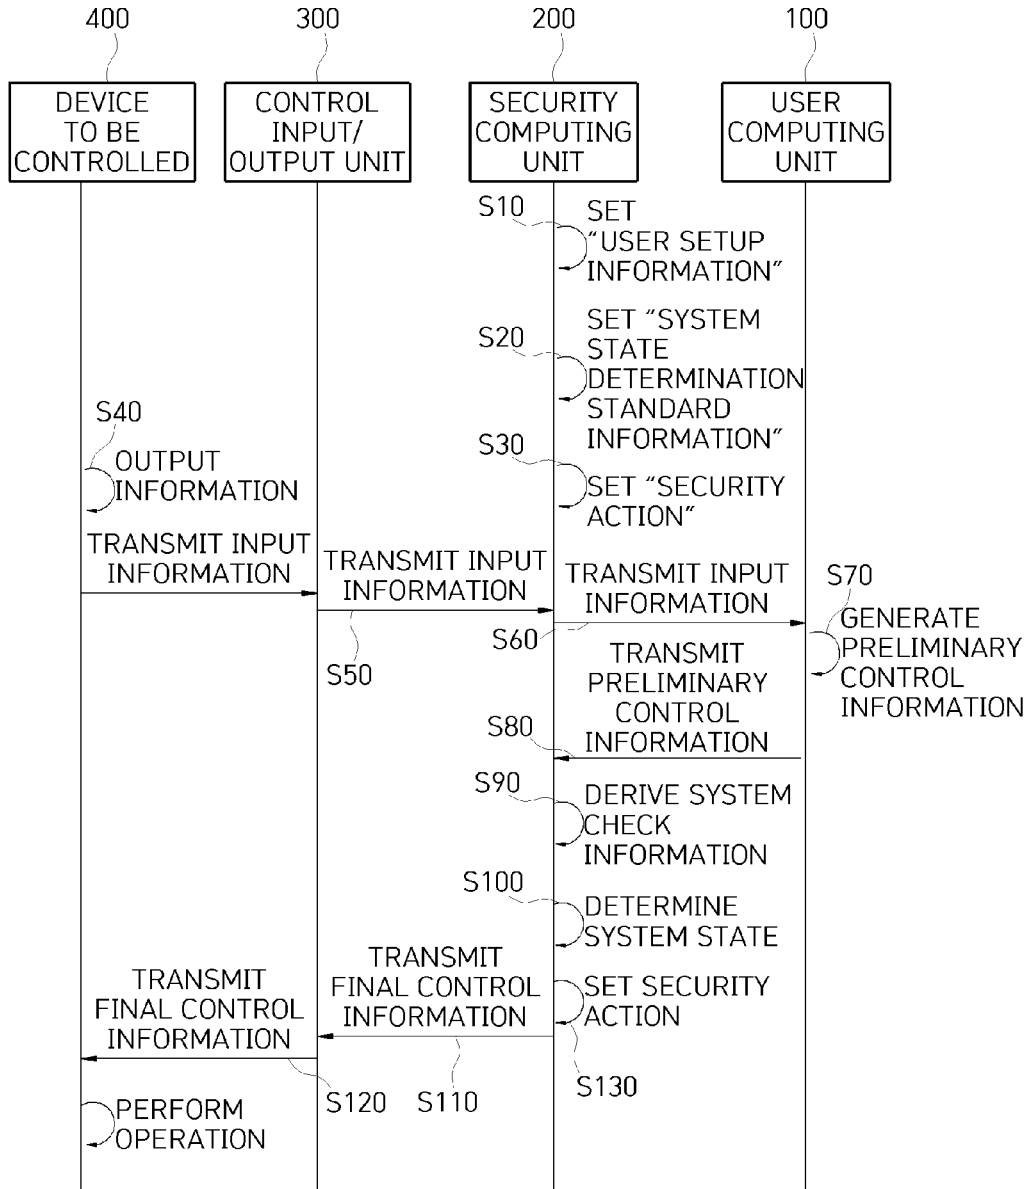 400
300
200
100
DEVICE
TO BE
CONTROLLED
CONTROL
INPUT/
OUTPUT UNIT
SECURITY
COMPUTING
UNIT
USER
COMPUTING
UNIT
S10
SET
“USER SETUP
INFORMATION”
S20
SET “SYSTEM
STATE
DETERMINATION
STANDARD
INFORMATION”
S30
SET “SECURITY
ACTION”
S40
OUTPUT
INFORMATION
TRANSMIT INPUT
INFORMATION
TRANSMIT INPUT
INFORMATION
S50
TRANSMIT INPUT
INFORMATION
S60
S70
GENERATE
PRELIMINARY
CONTROL
INFORMATION
TRANSMIT
PRELIMINARY
CONTROL
INFORMATION
S80
S90
DERIVE SYSTEM
CHECK
INFORMATION
S100
DETERMINE
SYSTEM STATE
SET SECURITY
ACTION
S130
TRANSMIT
FINAL CONTROL
INFORMATION
S110
TRANSMIT
FINAL CONTROL
INFORMATION
S120
PERFORM
OPERATION